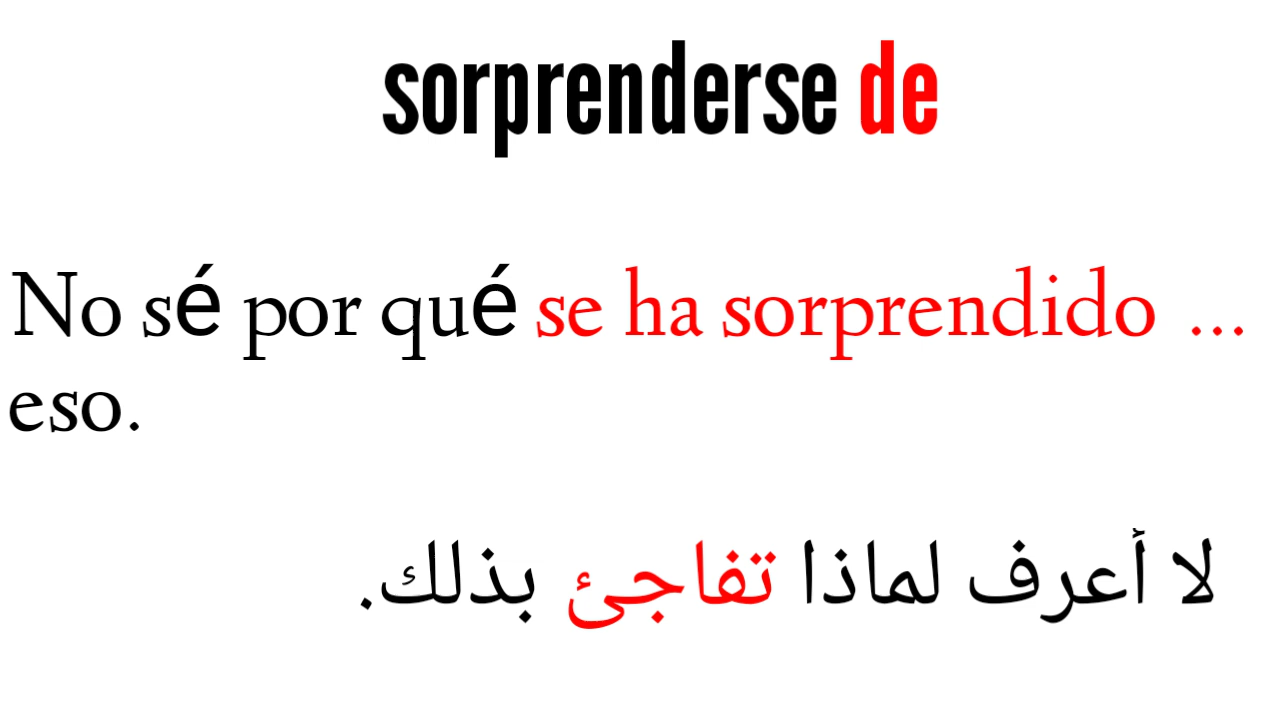 sorprenderse de
No sé por qué se ha sorprendido ...
eso.
لا أعرف لماذا تفاجئ بذلك.